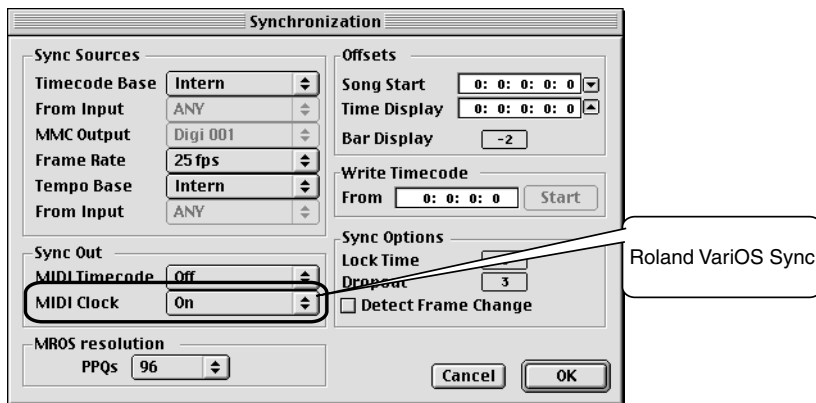 Synchronization
Sync Sources
Timecode Base Intern
From Input ANY
MMC Output Digi 001
Frame Rate 25 fps
Tempo Base Intern
From Input ANY
Sync Out
MIDI Timecode Off
MIDI Clock On
MROS resolution
PPQs 96
Offsets
Song Start 0: 0: 0: 0: 0
Time Display 0: 0: 0: 0: 0
Bar Display -2
Write Timecode
From 0: 0: 0: 0 Start
Sync Options
Lock Time
Dropout 3
Detect Frame Change
Cancel OK
Roland VariOS Sync